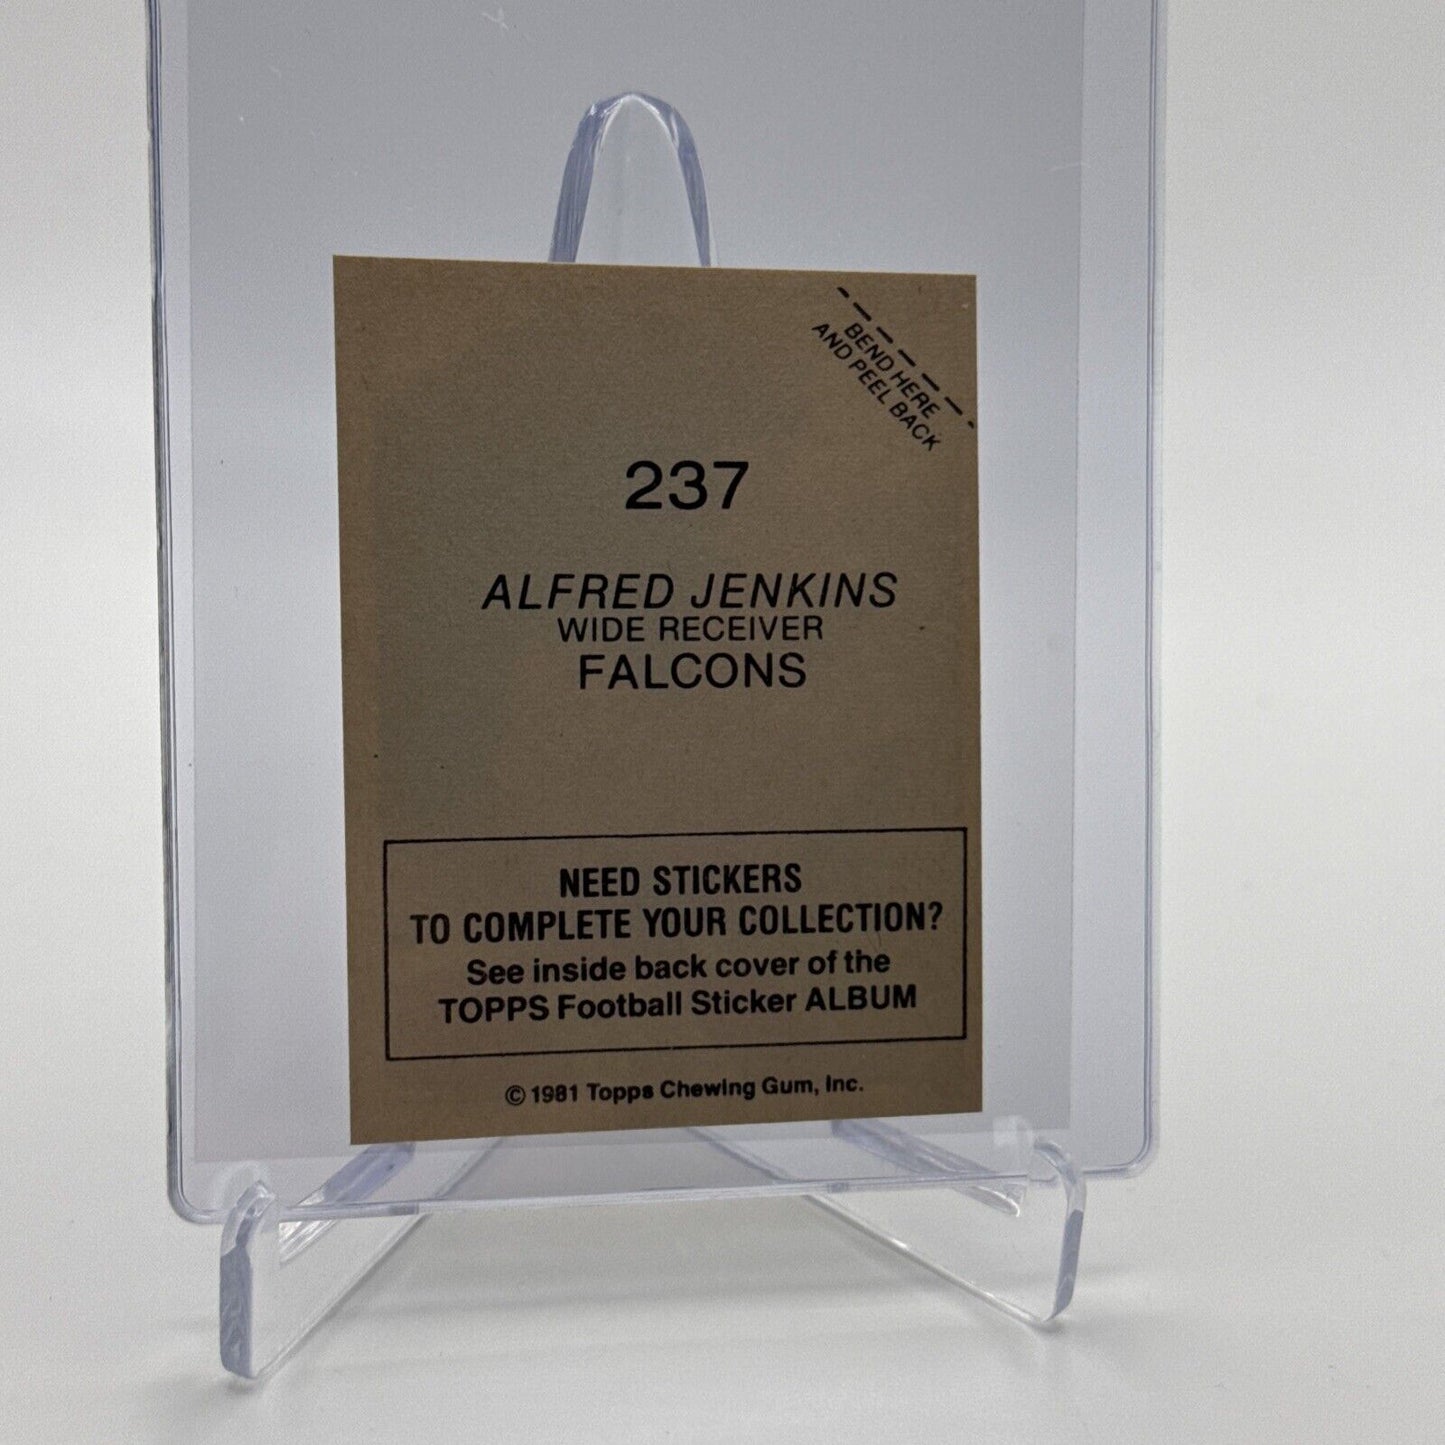 BEND HERE
AND PEEL BACK
237
ALFRED JENKINS
WIDE RECEIVER
FALCONS
NEED STICKERS
TO COMPLETE YOUR COLLECTION?
See inside back cover of the
TOPPS Football Sticker ALBUM
© 1981 Topps Chewing Gum, Inc.